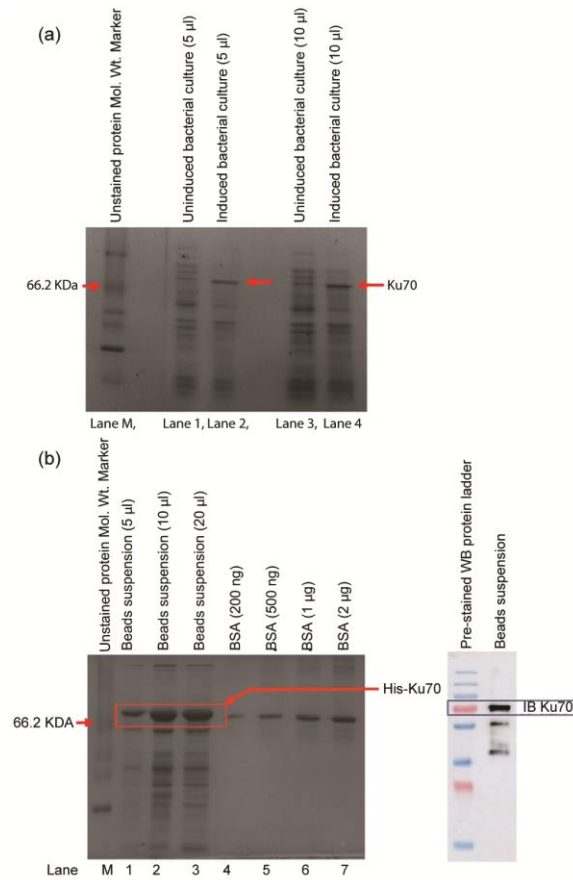 (a)
Unstained protein Mol. Wt. Marker
Uninduced bacterial culture (5 µl)
Induced bacterial culture (5 µl)
Uninduced bacterial culture (10 µl)
Induced bacterial culture (10 µl)
66.2 KDa
Ku70
Lane M, Lane 1, Lane 2, Lane 3, Lane 4
(b)
Unstained protein Mol. Wt. Marker
Beads suspension (5 µl)
Beads suspension (10 µl)
Beads suspension (20 µl)
BSA (200 ng)
BSA (500 ng)
BSA (1 µg)
BSA (2 µg)
Pre-stained WB protein ladder
Beads suspension
His-Ku70
66.2 KDA
IB Ku70
Lane M 1 2 3 4 5 6 7